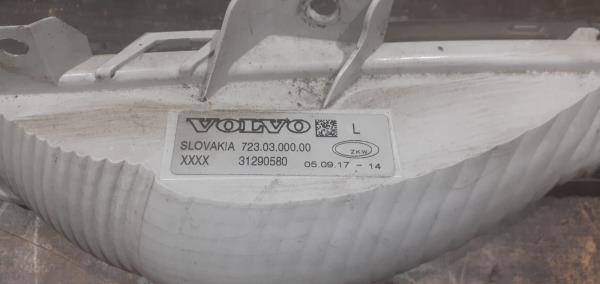 VOLVO L
SLOVAKIA 723.03.000.00 ZKW
XXXX 31290580 05.09.17 - 14